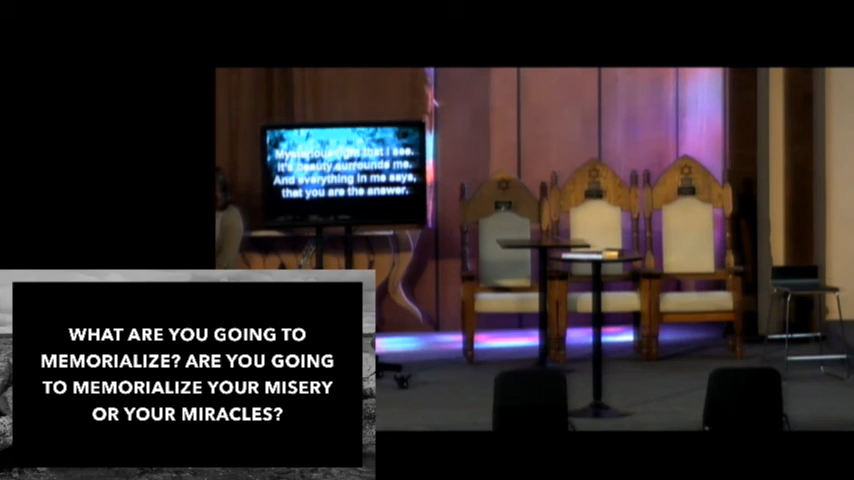 Mysterious light that I see.
It's beauty surrounds me.
And everything in me says,
that you are the answer.
WHAT ARE YOU GOING TO
MEMORIALIZE? ARE YOU GOING
TO MEMORIALIZE YOUR MISERY
OR YOUR MIRACLES?